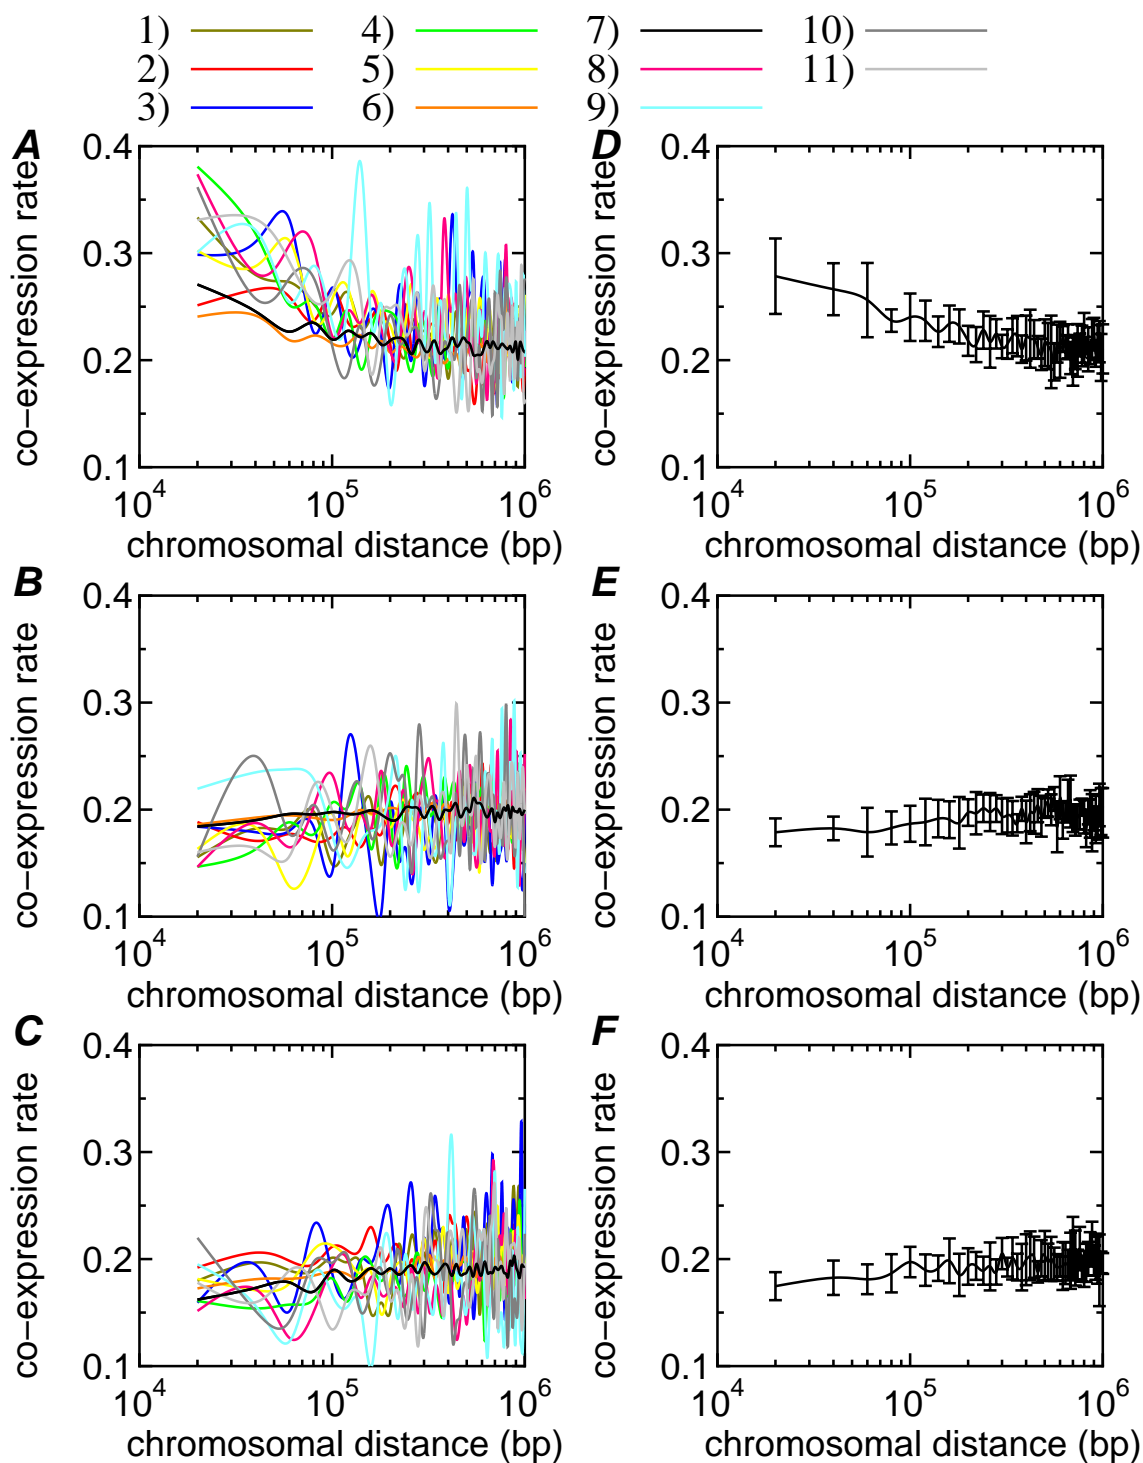 1) 4) 7) 10)
2) 5) 8) 11)
3) 6) 9)
A
0.4
0.3
0.2
0.1
co−expression rate
10^4 10^5 10^6
chromosomal distance (bp)
D
0.4
0.3
0.2
0.1
co−expression rate
10^4 10^5 10^6
chromosomal distance (bp)
B
0.4
0.3
0.2
0.1
co−expression rate
10^4 10^5 10^6
chromosomal distance (bp)
E
0.4
0.3
0.2
0.1
co−expression rate
10^4 10^5 10^6
chromosomal distance (bp)
C
0.4
0.3
0.2
0.1
co−expression rate
10^4 10^5 10^6
chromosomal distance (bp)
F
0.4
0.3
0.2
0.1
co−expression rate
10^4 10^5 10^6
chromosomal distance (bp)